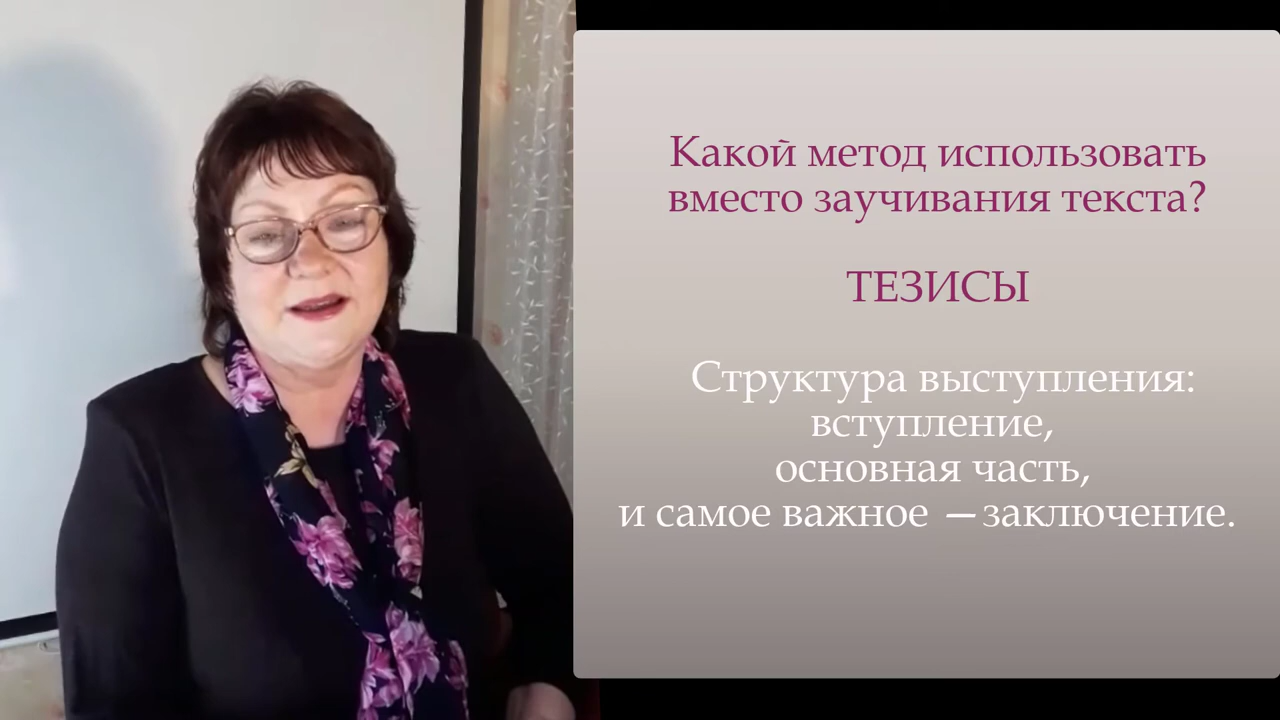 Какой метод использовать
вместо заучивания текста?
ТЕЗИСЫ
Структура выступления:
вступление,
основная часть,
и самое важное —заключение.